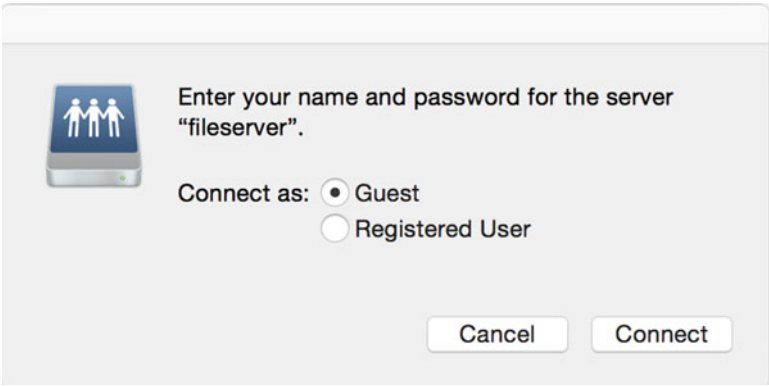 Enter your name and password for the server
“fileserver”.
Connect as: Guest
Registered User
Cancel Connect